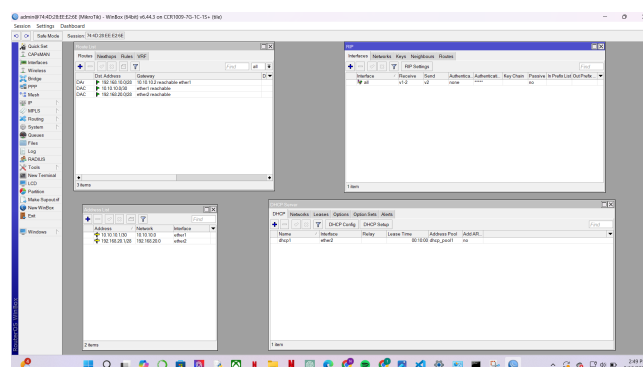 admin@74:4D:28:EE:E2:6E (MikroTik) - WinBox (64bit) v6.44.3 on CCR1009-7G-1C-1S+ (tile)
Session Settings Dashboard
Safe Mode Session: 74:4D:28:EE:E2:6E
Quick Set
CAPsMAN
Interfaces
Wireless
Bridge
PPP
Mesh
IP
MPLS
Routing
System
Queues
Files
Log
RADIUS
Tools
New Terminal
LCD
Partition
Make Supout.rif
New WinBox
Exit
Windows
RouterOS WinBox
Route List
Routes Nexthops Rules VRF
Find all
Dst. Address Gateway
DAr 192.168.10.0/28 10.10.10.2 reachable ether1
DAC 10.10.10.0/30 ether1 reachable
DAC 192.168.20.0/28 ether2 reachable
3 items
RIP
Interfaces Networks Keys Neighbours Routes
RIP Settings Find
Interface Receive Send Authentica... Authenticati... Key Chain Passive In Prefix List Out Prefix...
all v1-2 v2 none ***** no
1 item
Address List
Find
Address Network Interface
10.10.10.1/30 10.10.10.0 ether1
192.168.20.1/28 192.168.20.0 ether2
2 items
DHCP Server
DHCP Networks Leases Options Option Sets Alerts
DHCP Config DHCP Setup Find
Name Interface Relay Lease Time Address Pool Add AR...
dhcp1 ether2 00:10:00 dhcp_pool1 no
1 item